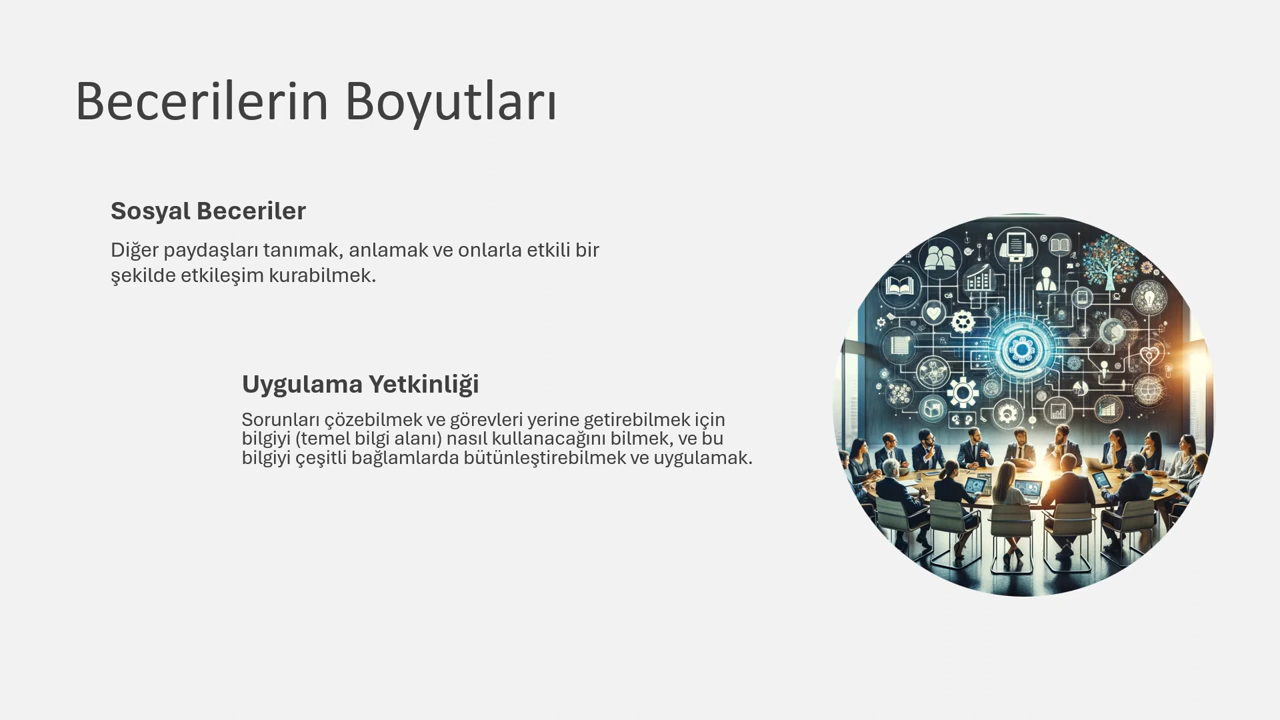 Becerilerin Boyutları
Sosyal Beceriler
Diğer paydaşları tanımak, anlamak ve onlarla etkili bir
şekilde etkileşim kurabilmek.
Uygulama Yetkinliği
Sorunları çözebilmek ve görevleri yerine getirebilmek için
bilgiyi (temel bilgi alanı) nasıl kullanacağını bilmek, ve bu
bilgiyi çeşitli bağlamlarda bütünleştirebilmek ve uygulamak.